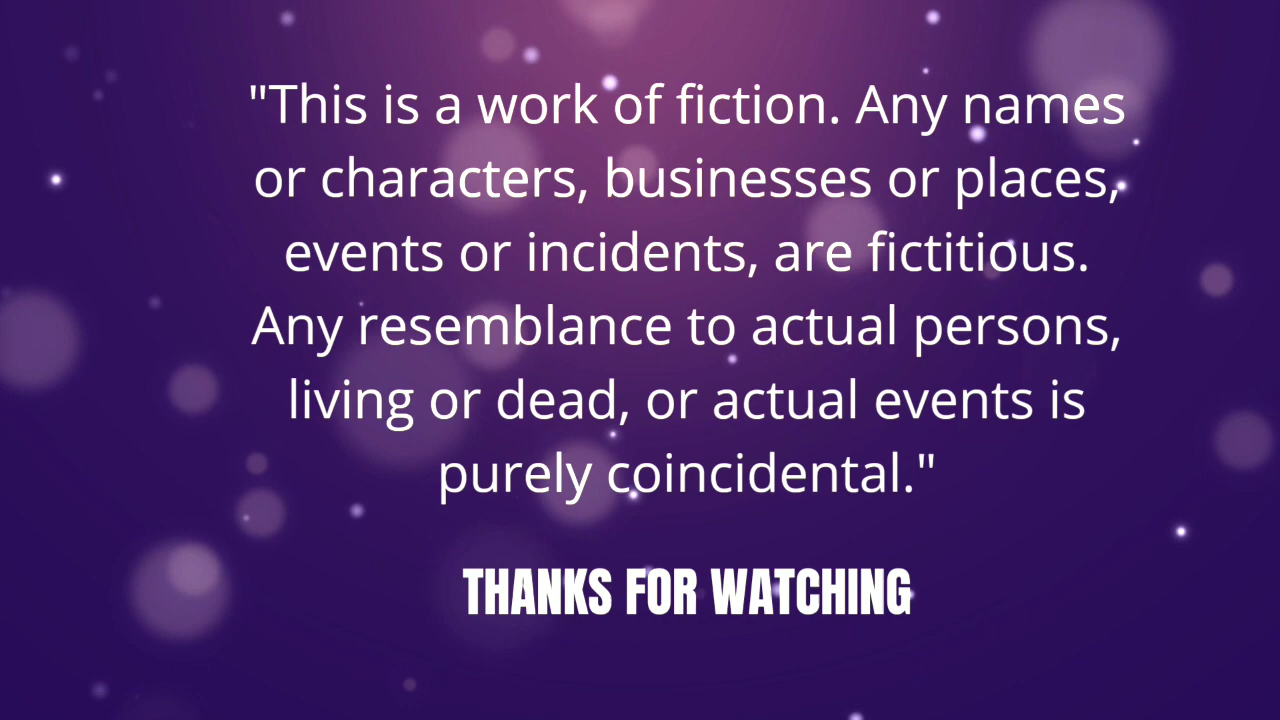 "This is a work of fiction. Any names
or characters, businesses or places,
events or incidents, are fictitious.
Any resemblance to actual persons,
living or dead, or actual events is
purely coincidental."
THANKS FOR WATCHING